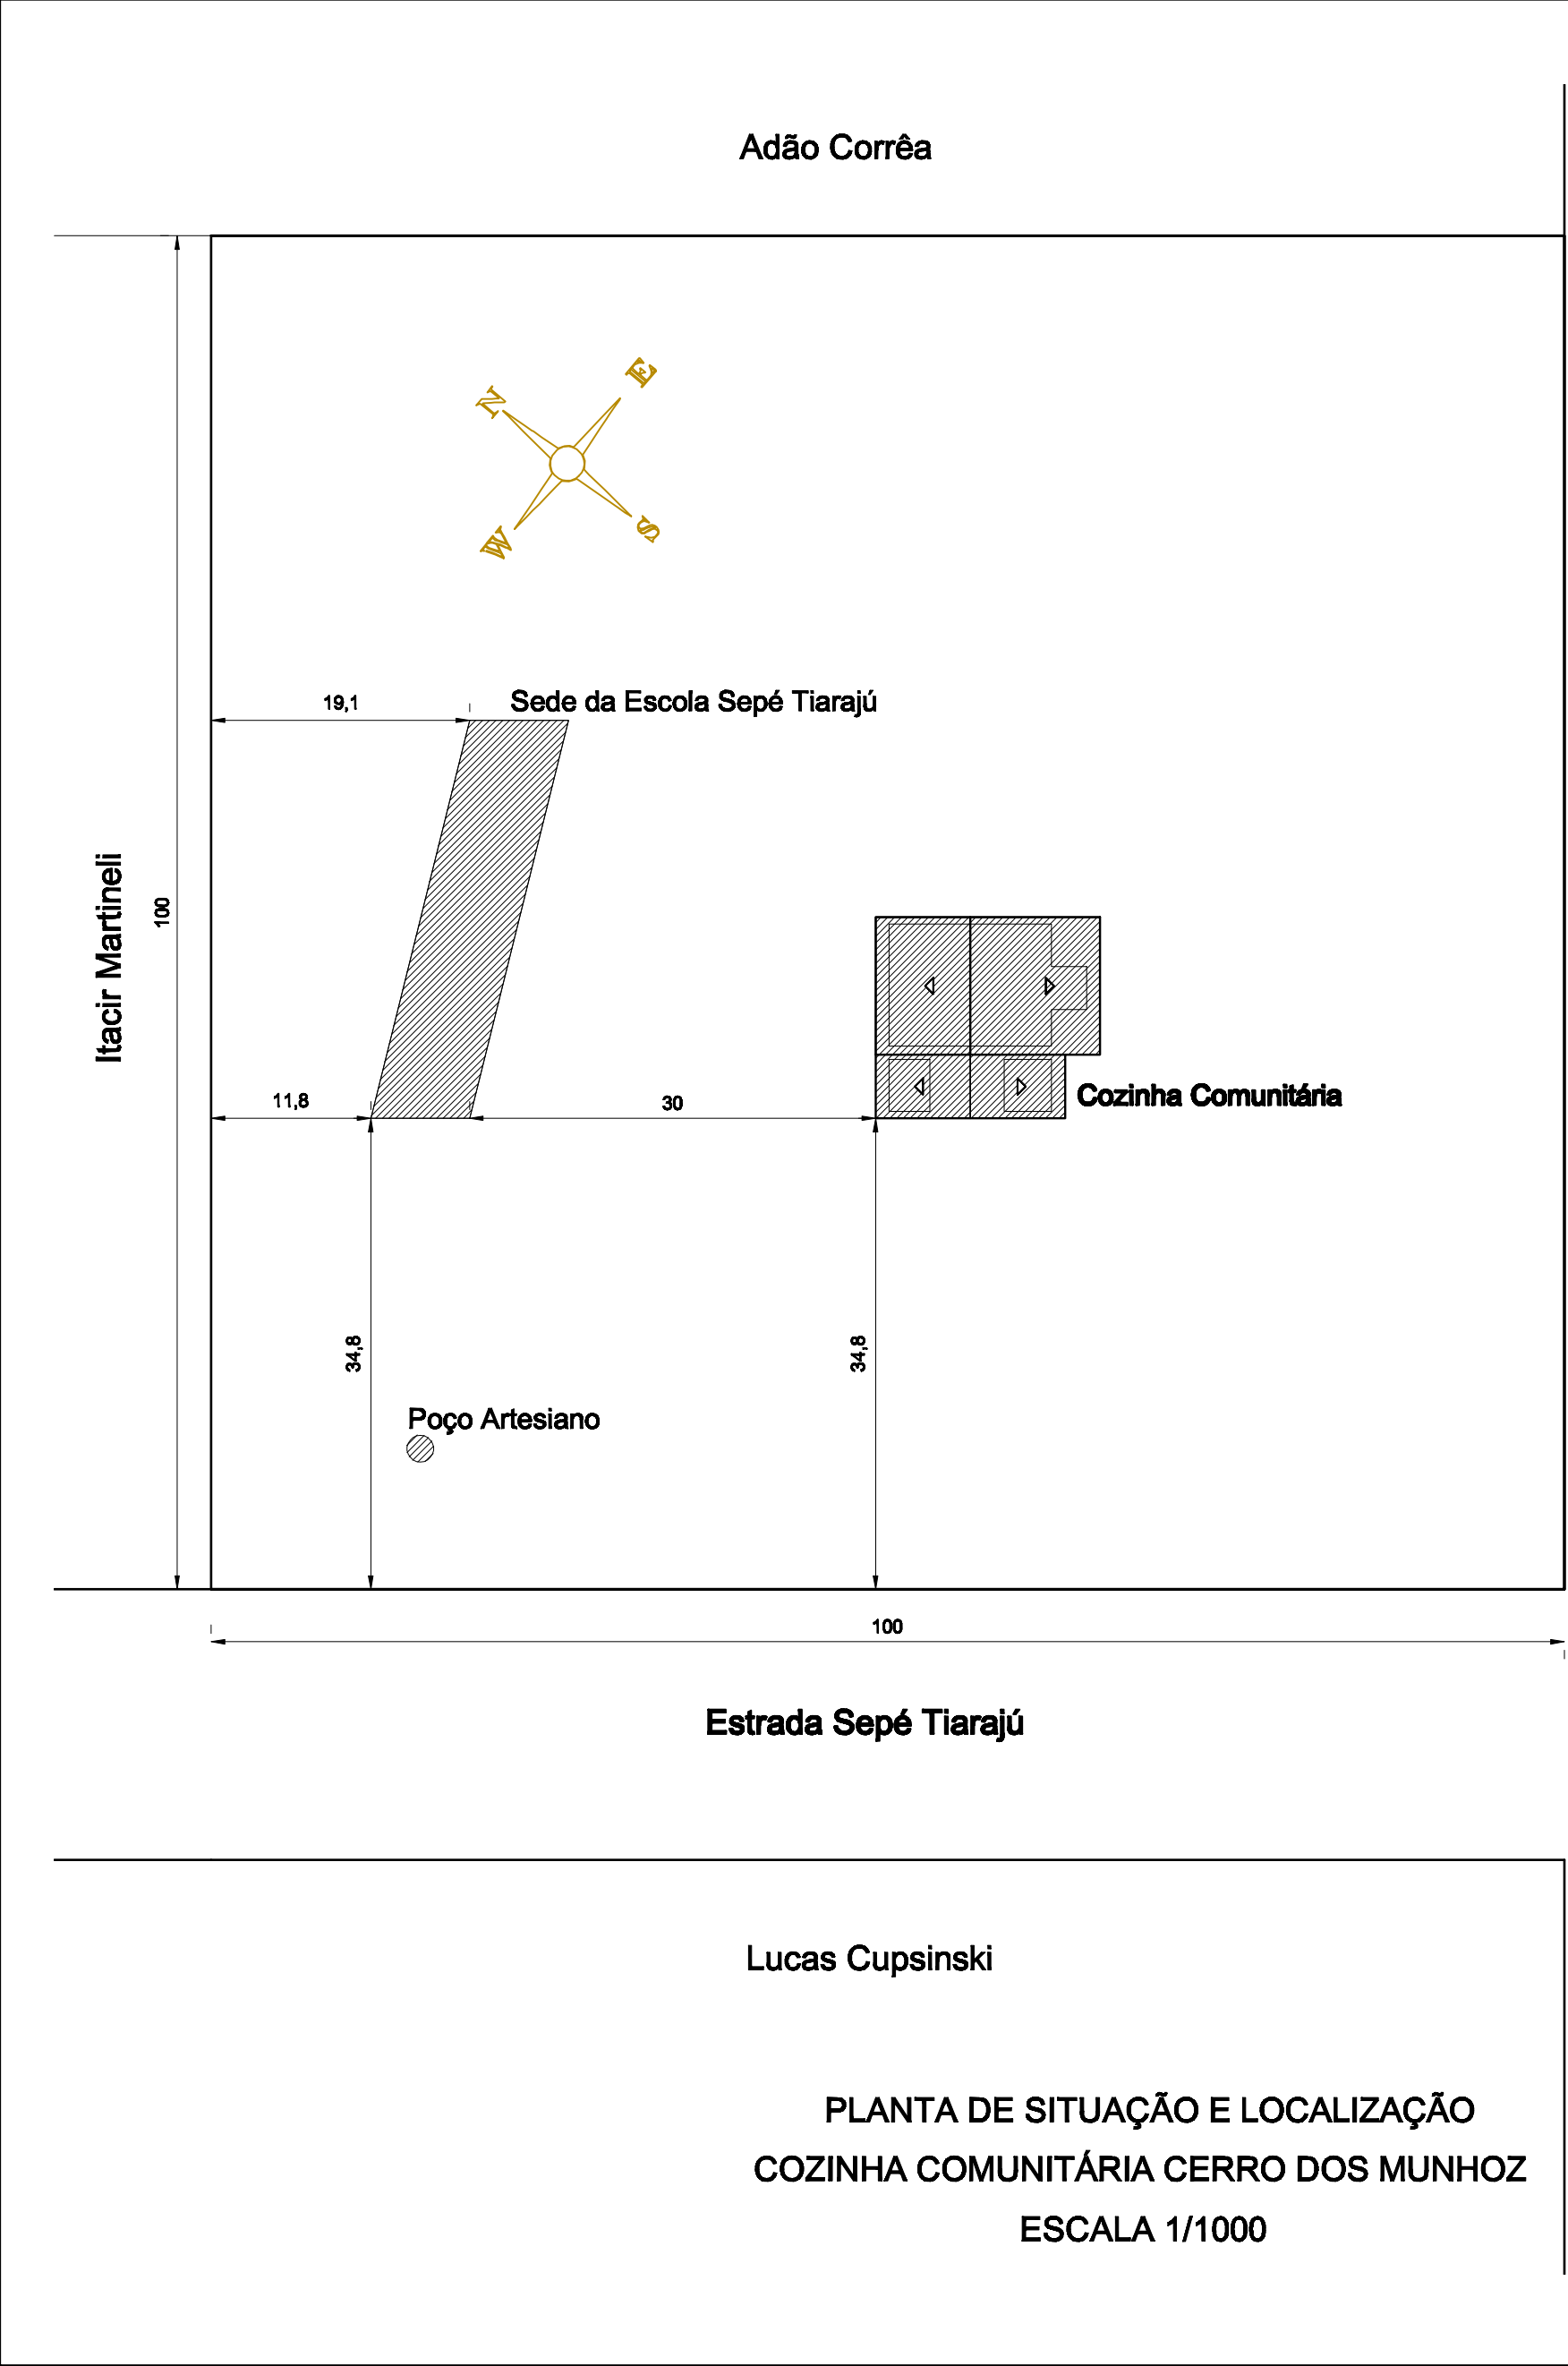 Adão Corrêa
N
E
W
S
19,1
Sede da Escola Sepé Tiarajú
Itacir Martineli
100
11,8
30
Cozinha Comunitária
34,8
34,8
Poço Artesiano
100
Estrada Sepé Tiarajú
Lucas Cupsinski
PLANTA DE SITUAÇÃO E LOCALIZAÇÃO
COZINHA COMUNITÁRIA CERRO DOS MUNHOZ
ESCALA 1/1000